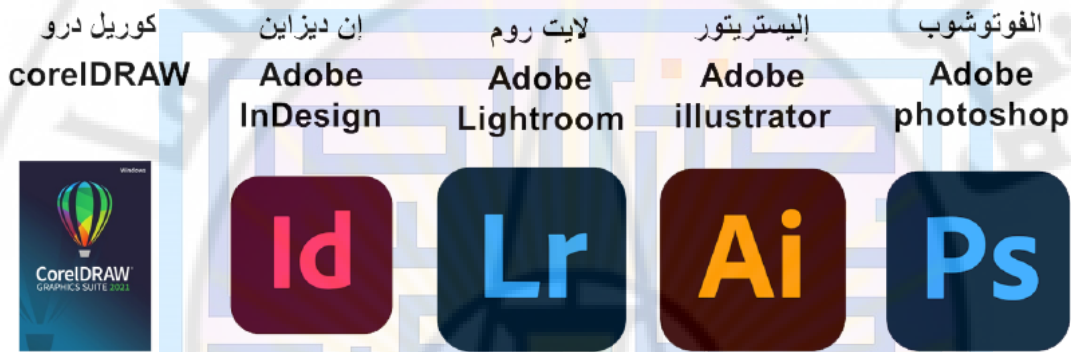 الفوتوشوب
Adobe
photoshop
Ps
إليستريتور
Adobe
illustrator
Ai
لايت روم
Adobe
Lightroom
Lr
إن ديزاين
Adobe
InDesign
Id
كوريل درو
corelDRAW
Windows
CorelDRAW
GRAPHICS SUITE 2021